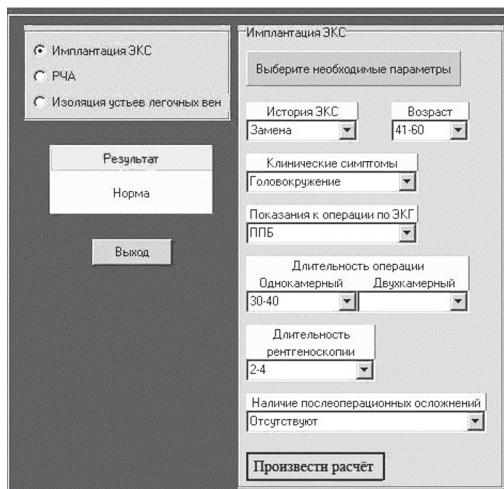 Имплантация ЭКС
РЧА
Изоляция устьев легочных вен
Результат
Норма
Выход
Имплантация ЭКС
Выберите необходимые параметры
История ЭКС Возраст
Замена 41-60
Клинические симптомы
Головокружение
Показания к операции по ЭКГ
ППБ
Длительность операции
Однокамерный Двухкамерный
30-40
Длительность
рентгеноскопии
2-4
Наличие послеоперационных осложнений
Отсутствуют
Произвести расчёт